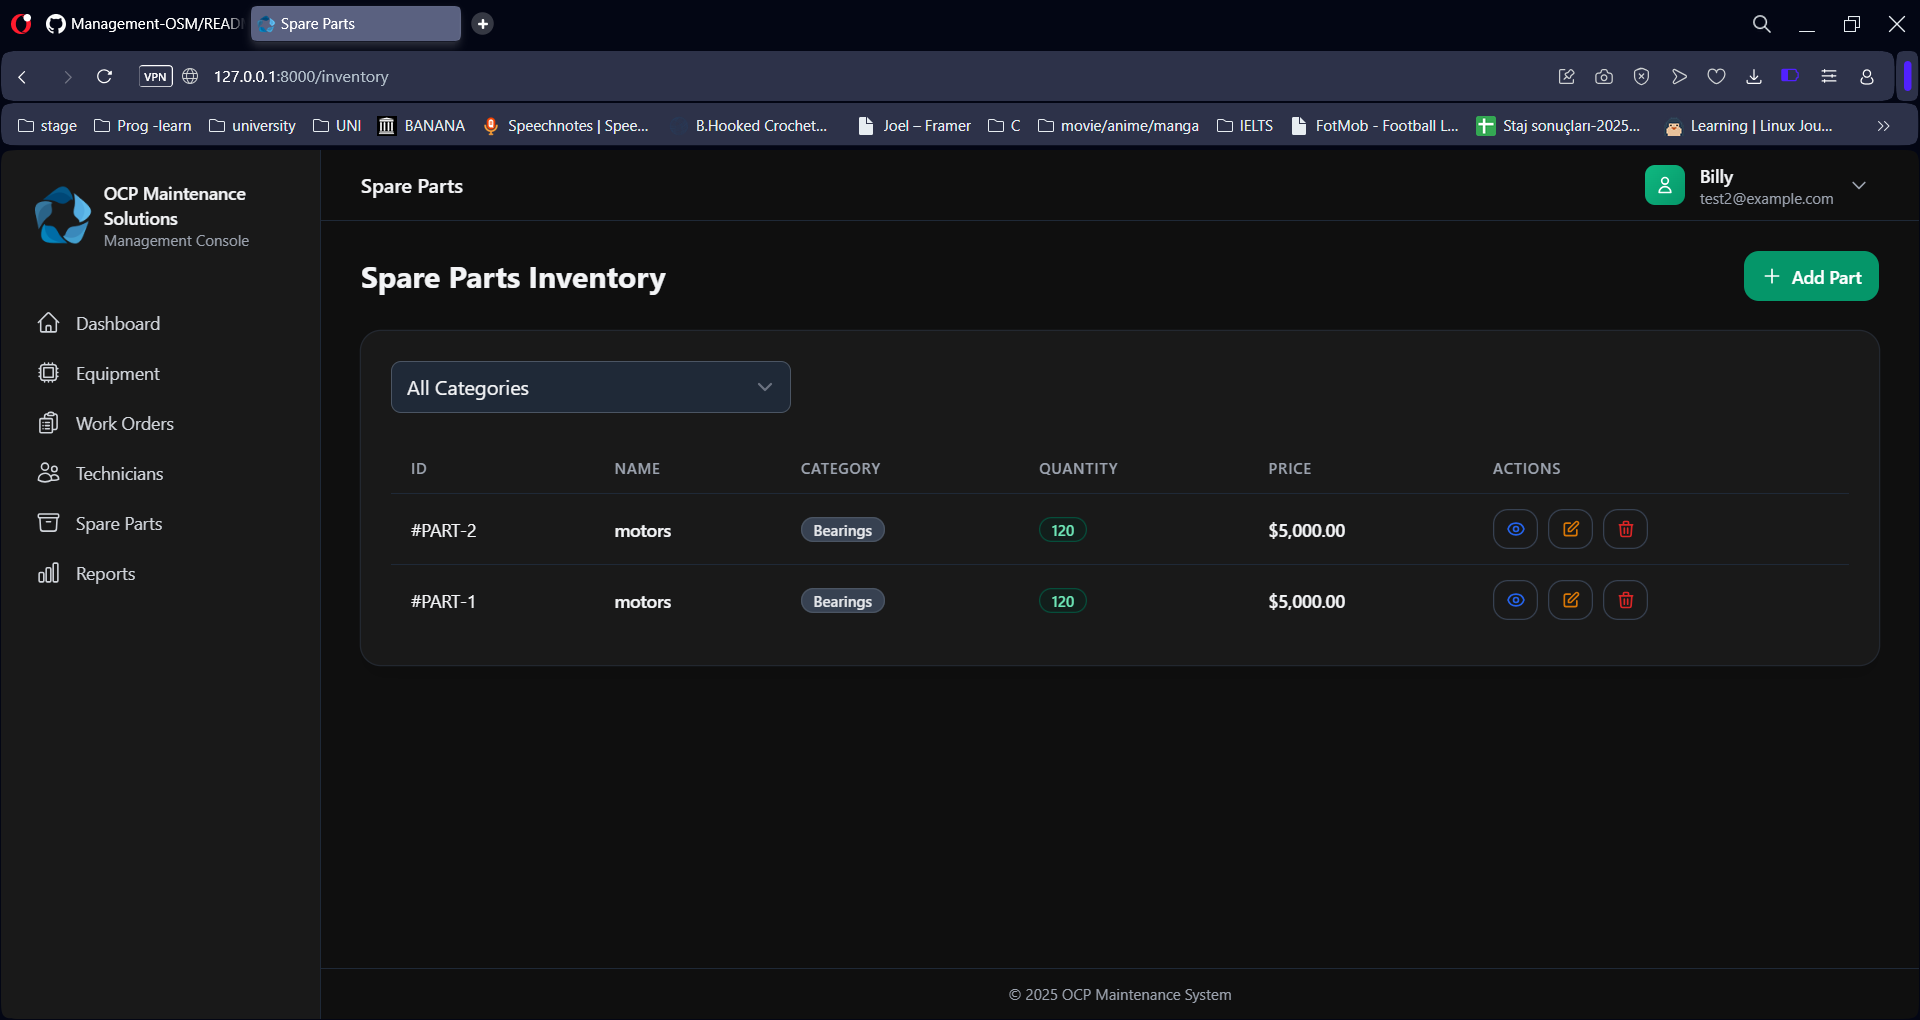 Management-OSM/READ
Spare Parts
VPN
127.0.0.1:8000/inventory
stage
Prog -learn
university
UNI
BANANA
Speechnotes | Spee...
B.Hooked Crochet...
Joel – Framer
C
movie/anime/manga
IELTS
FotMob - Football L...
Staj sonuçları-2025...
Learning | Linux Jou...
OCP Maintenance
Solutions
Management Console
Dashboard
Equipment
Work Orders
Technicians
Spare Parts
Reports
Spare Parts
Billy
test2@example.com
Spare Parts Inventory
+ Add Part
All Categories
ID NAME CATEGORY QUANTITY PRICE ACTIONS
#PART-2 motors Bearings 120 $5,000.00
#PART-1 motors Bearings 120 $5,000.00
© 2025 OCP Maintenance System